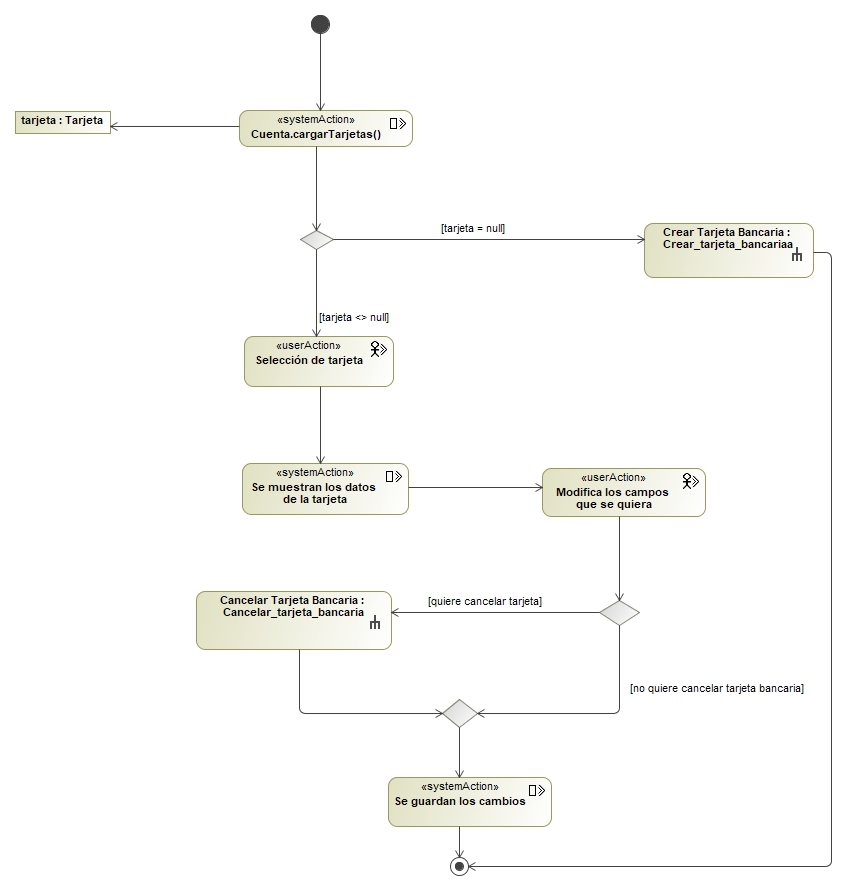 «systemAction»
Cuenta.cargarTarjetas()
tarjeta : Tarjeta
[tarjeta = null]
Crear Tarjeta Bancaria :
Crear_tarjeta_bancariaa
[tarjeta <> null]
«userAction»
Selección de tarjeta
«systemAction»
Se muestran los datos
de la tarjeta
«userAction»
Modifica los campos
que se quiera
Cancelar Tarjeta Bancaria :
Cancelar_tarjeta_bancaria
[quiere cancelar tarjeta]
[no quiere cancelar tarjeta bancaria]
«systemAction»
Se guardan los cambios